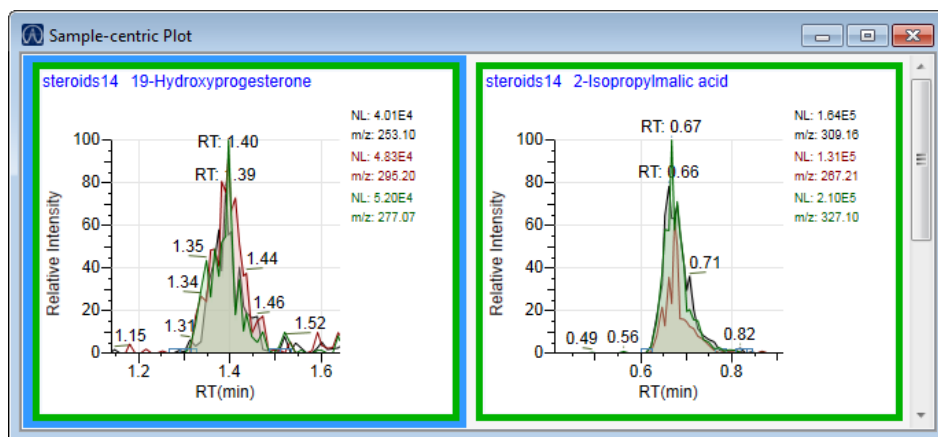 Sample-centric Plot
steroids14 19-Hydroxyprogesterone
NL: 4.01E4
m/z: 253.10
NL: 4.83E4
m/z: 295.20
NL: 5.20E4
m/z: 277.07
RT: 1.40
RT: 1.39
1.35
1.34
1.31
1.15
1.44
1.46
1.52
100
80
60
40
20
0
Relative Intensity
1.2 1.4 1.6
RT(min)
steroids14 2-Isopropylmalic acid
NL: 1.64E5
m/z: 309.16
NL: 1.31E5
m/z: 267.21
NL: 2.10E5
m/z: 327.10
RT: 0.67
RT: 0.66
0.71
0.49
0.56
0.82
100
80
60
40
20
0
Relative Intensity
0.6 0.8
RT(min)